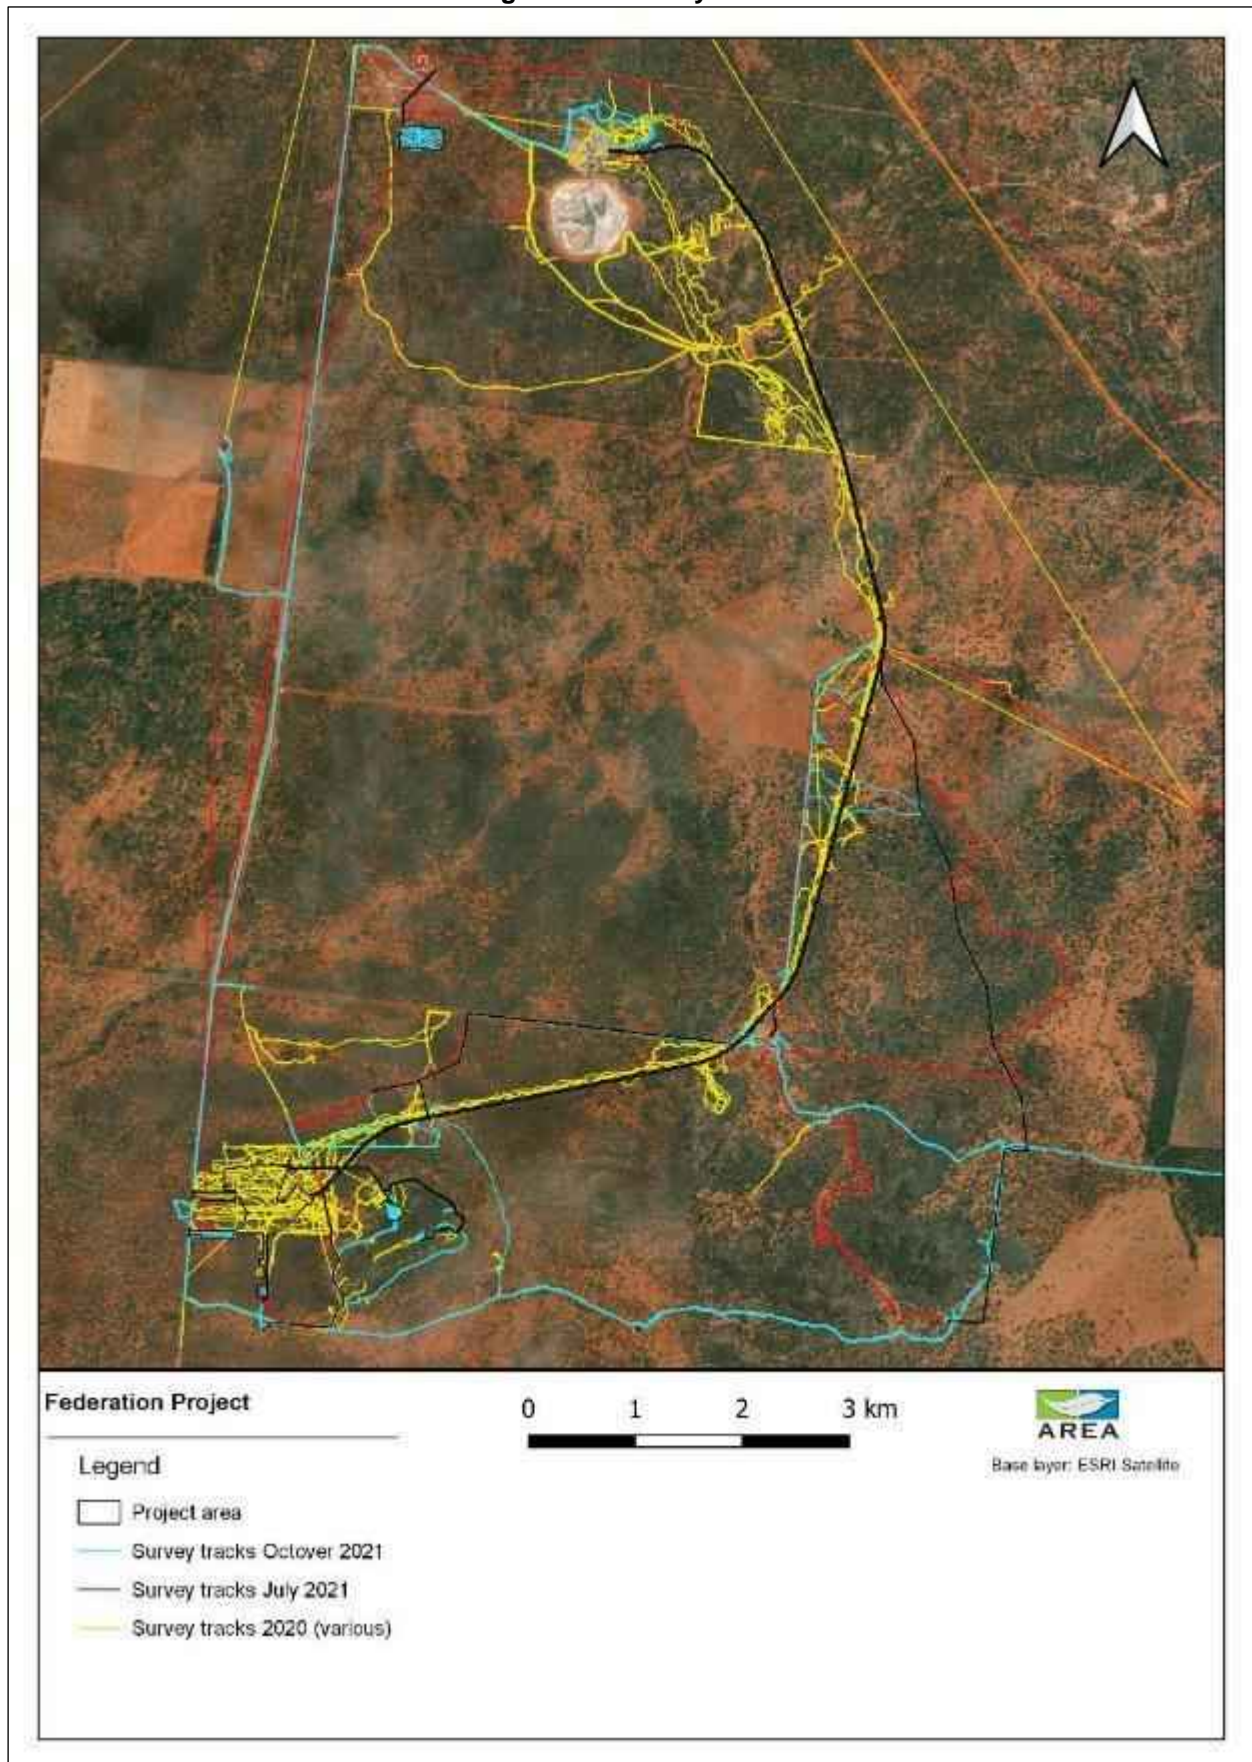 Federation Project
0 1 2 3 km
AREA
Base layer: ESRI Satellite
Legend
Project area
Survey tracks Octover 2021
Survey tracks July 2021
Survey tracks 2020 (various)